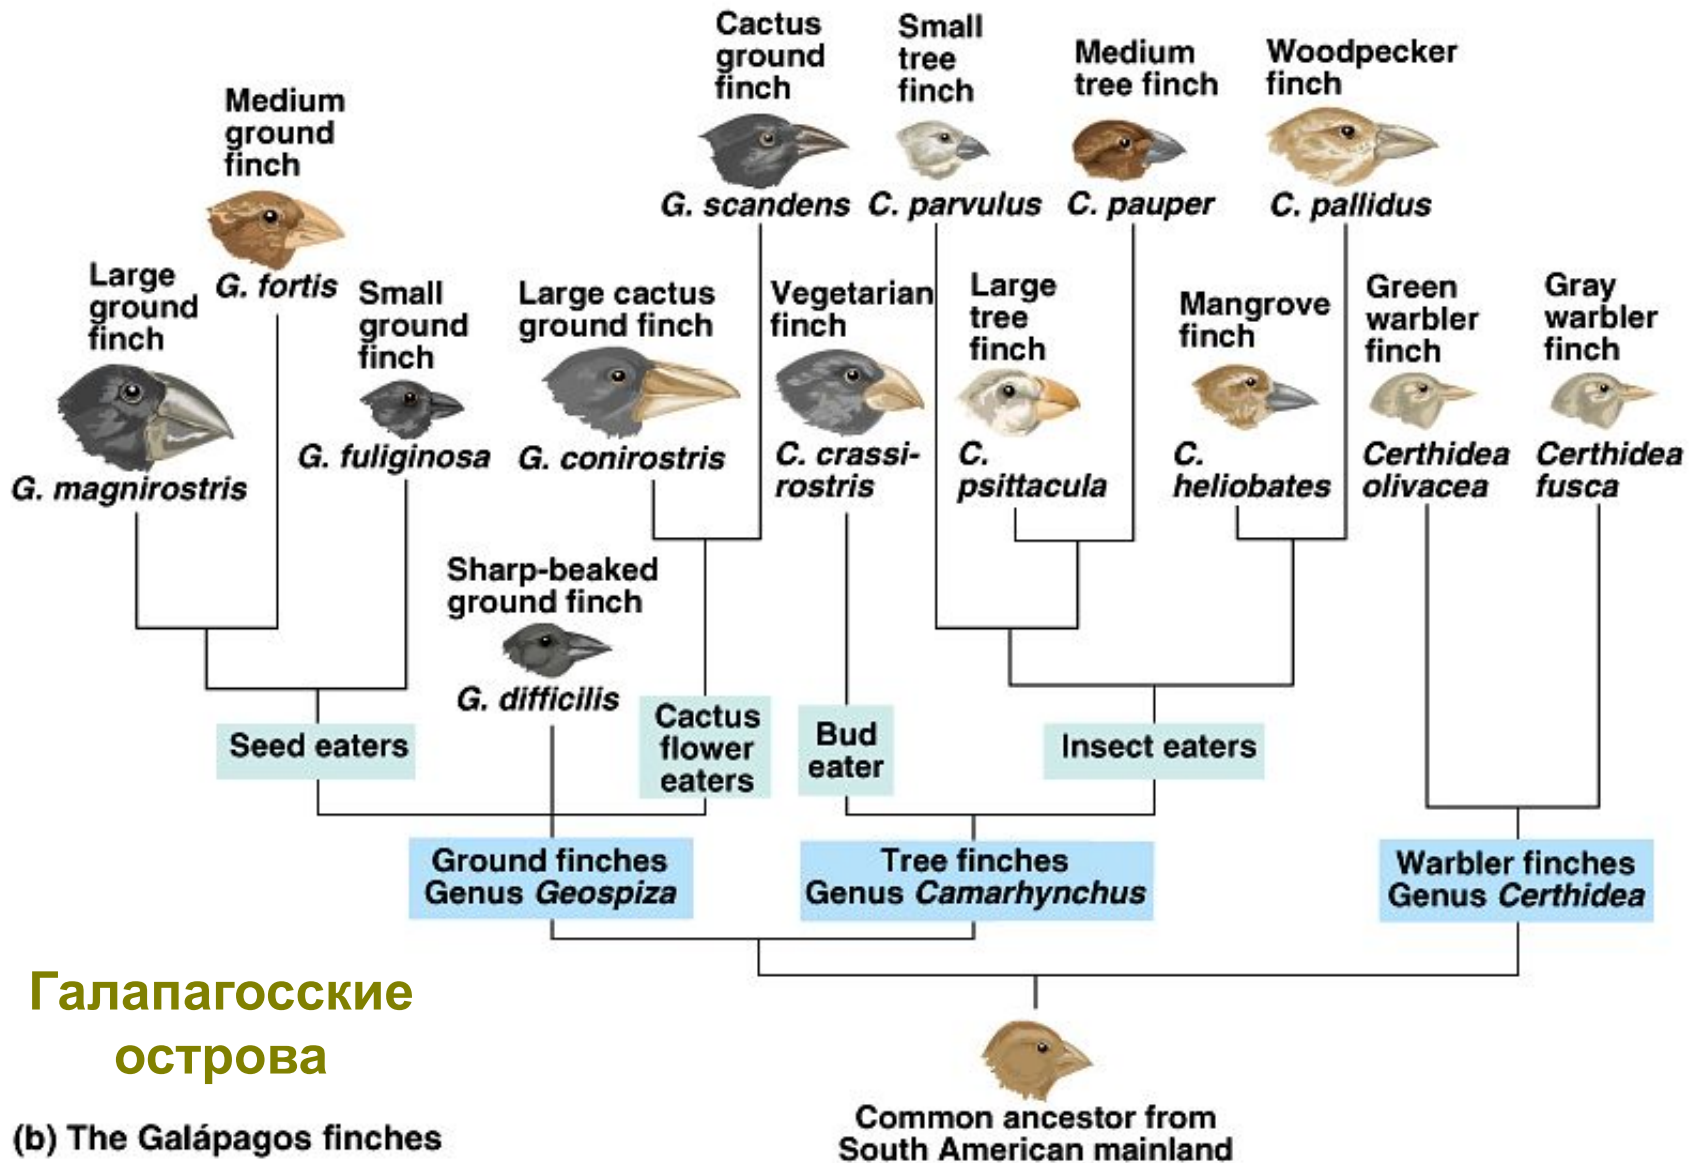 Cactus
ground
finch
G. scandens
Small
tree
finch
C. parvulus
Medium
tree finch
C. pauper
Woodpecker
finch
C. pallidus
Medium
ground
finch
G. fortis
Large
ground
finch
G. magnirostris
Small
ground
finch
G. fuliginosa
Large cactus
ground finch
G. conirostris
Vegetarian
finch
C. crassi-
rostris
Large
tree
finch
C.
psittacula
Mangrove
finch
C.
heliobates
Green
warbler
finch
Certhidea
olivacea
Gray
warbler
finch
Certhidea
fusca
Sharp-beaked
ground finch
G. difficilis
Seed eaters
Cactus
flower
eaters
Bud
eater
Insect eaters
Ground finches
Genus Geospiza
Tree finches
Genus Camarhynchus
Warbler finches
Genus Certhidea
Галапагосские
острова
Common ancestor from
South American mainland
(b) The Galápagos finches